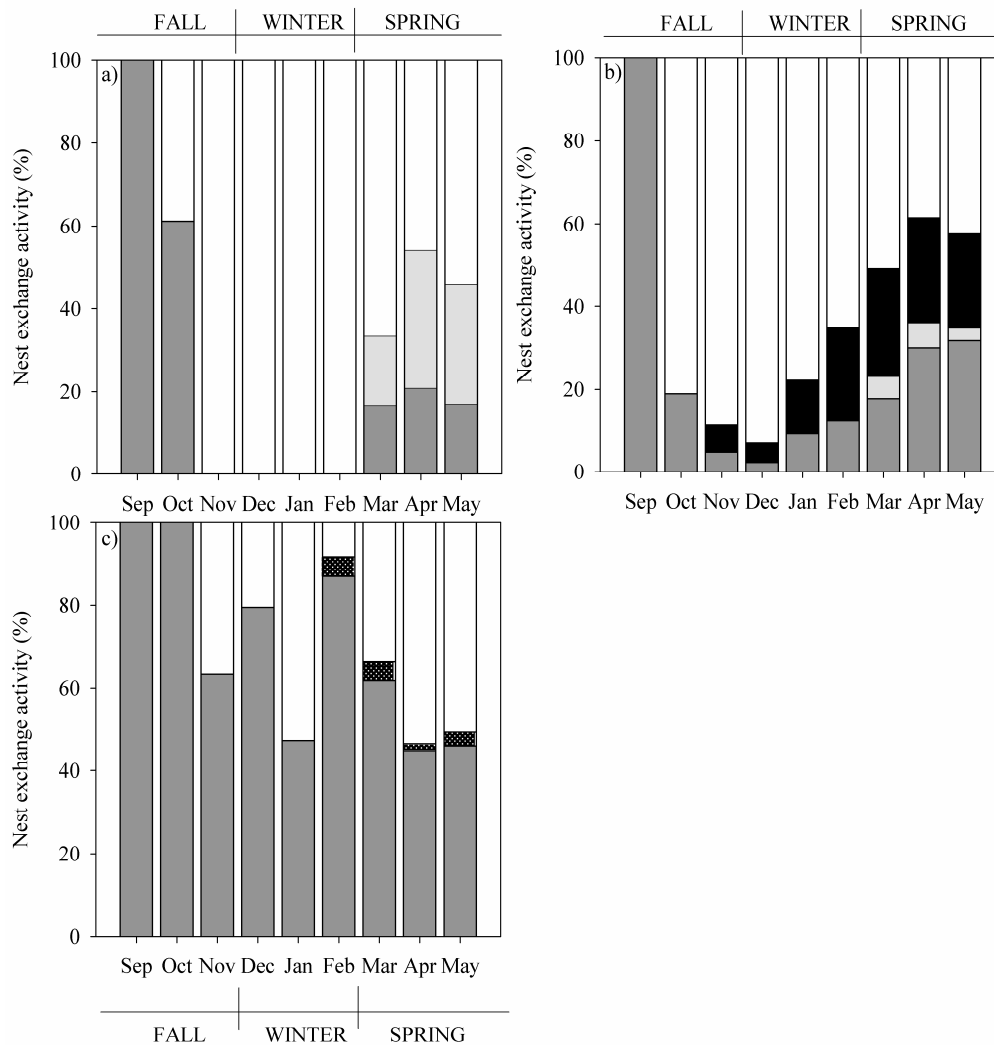 FALL WINTER SPRING
a)
100
80
60
40
20
0
Nest exchange activity (%)
Sep Oct Nov Dec Jan Feb Mar Apr May
FALL WINTER SPRING
b)
100
80
60
40
20
0
Nest exchange activity (%)
Sep Oct Nov Dec Jan Feb Mar Apr May
c)
100
80
60
40
20
0
Nest exchange activity (%)
Sep Oct Nov Dec Jan Feb Mar Apr May
FALL WINTER SPRING